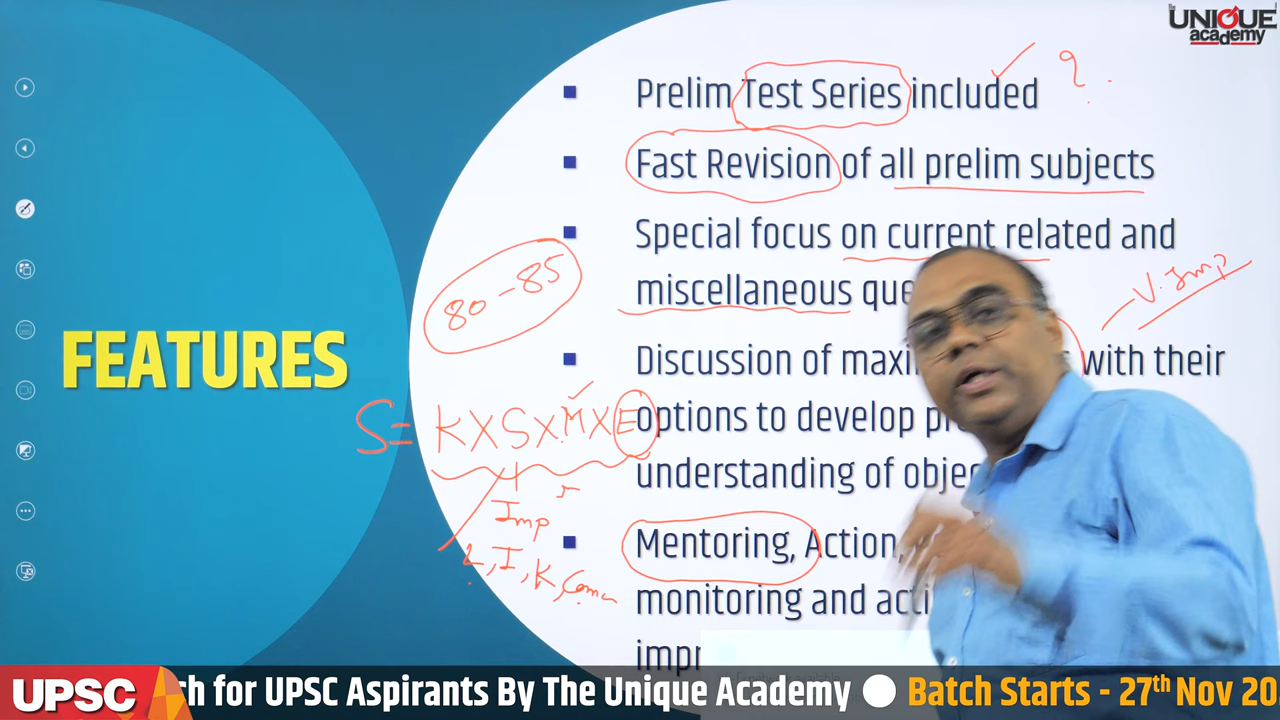 The
UNIQUE
academy
Prelim Test Series included
?
Fast Revision of all prelim subjects
Special focus on current related and
miscellaneous que
V. Imp
80-85
FEATURES
Discussion of maxi with their
S= K X S X M X E
options to develop pr
understanding of objec
Imp
Mentoring, Action,
I, K,
monitoring and acti
impr
UPSC
ch for UPSC Aspirants By The Unique Academy ● Batch Starts - 27th Nov 20